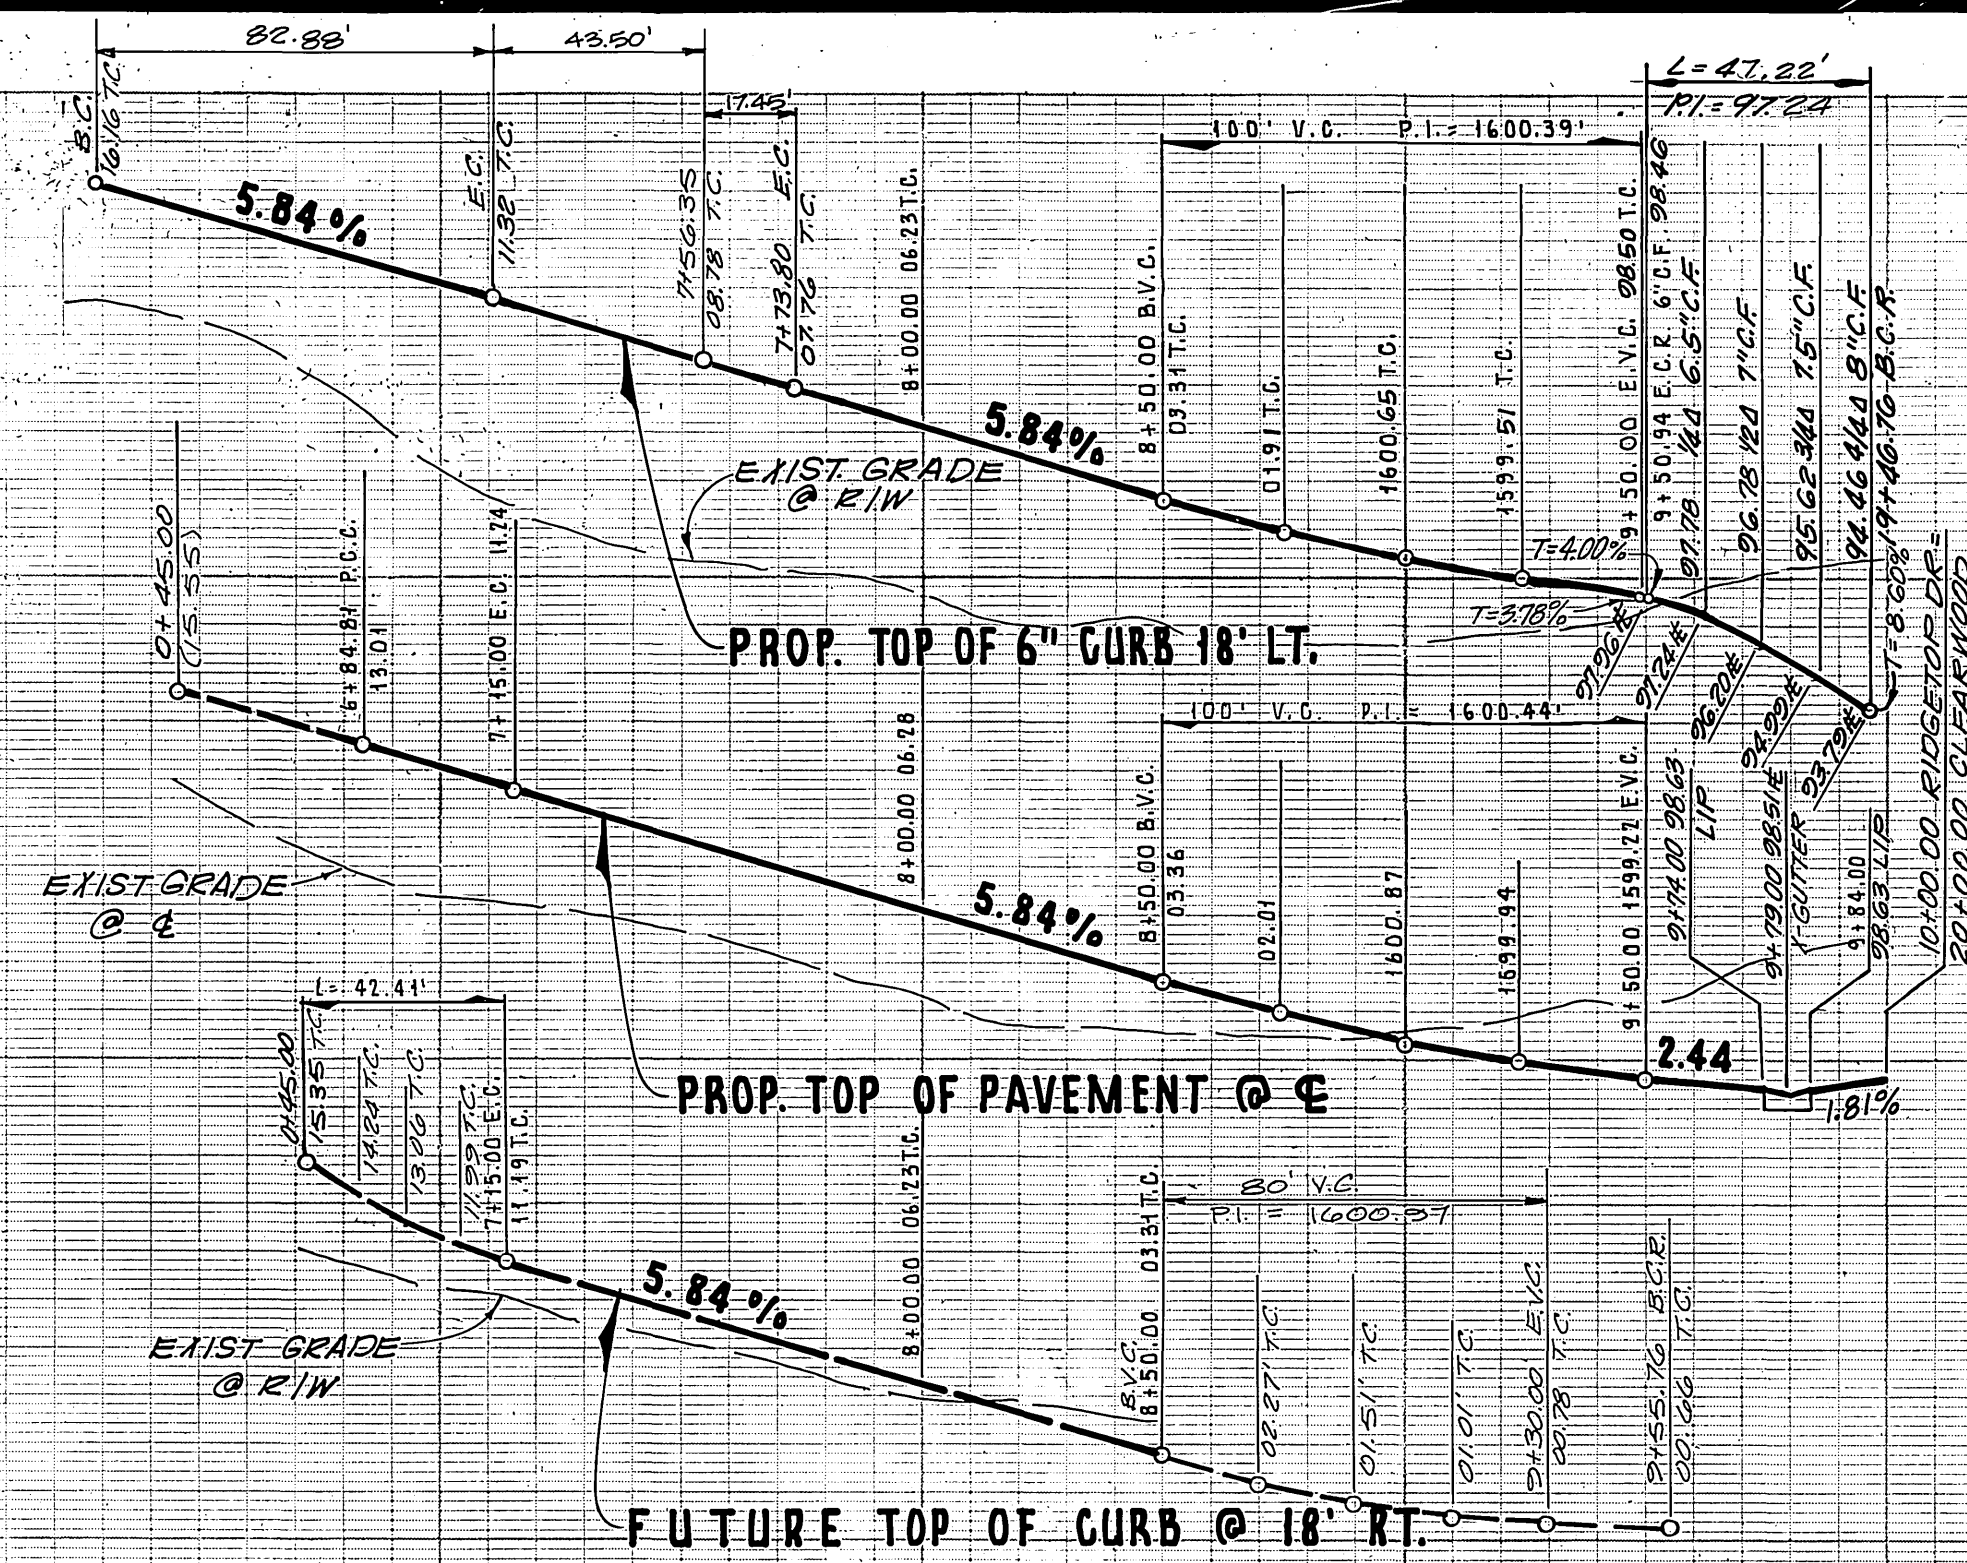 82.88'
43.50'
17.45'
L=47.22'
P.I.=97.24
100' V.C. P.I.= 1600.39'
B.C.
16.16 T.C.
5.84%
E.C.
11.32 T.C.
7+56.35
08.78 T.C.
7+73.80 E.C.
07.76 T.C.
8+00.00 06.23 T.C.
5.84%
8+50.00 B.V.C.
03.31 T.C.
01.91 T.C.
1600.65 T.C.
1599.51 T.C.
9+50.00 E.V.C. 98.50 T.C.
9+50.94 E.C.R. 6" C.F. 98.46
97.78 1/4Δ 6.5" C.F.
96.78 1/2Δ 7" C.F.
95.62 3/4Δ 7.5" C.F.
94.46 4/4Δ 8" C.F.
19+46.76 B.C.R.
T=4.00%
T=3.78%
T=8.60%
EXIST. GRADE
@ R/W
PROP. TOP OF 6" CURB 18' LT.
97.96 ℄
97.24 ℄
96.20 ℄
94.99 ℄
93.79 ℄
0+45.00
(15.55)
6+84.81 P.C.C.
13.01
7+15.00 E.C. 11.24
8+00.00 06.28
100' V.C. P.I.= 1600.44'
5.84%
8+50.00 B.V.C.
03.36
02.01
1600.87
1699.94
9+50.00 1599.22 E.V.C.
9+74.00 98.63
LIP
9+79.00 98.51 ℄
X-GUTTER
9+84.00
98.63 LIP
10+00.00 RIDGETOP DR.=
20+00.00 CLEARWOOD
EXIST GRADE
@ ℄
2.44
1.81%
PROP. TOP OF PAVEMENT @ ℄
L= 42.41'
0+45.00
15.35 T.C.
14.24 T.C.
13.06 T.C.
11.99 T.C.
7+15.00 E.C.
11.19 T.C.
8+00.00 06.23 T.C.
80' V.C.
P.I. = 1600.97
5.84%
B.V.C.
8+50.00 03.31 T.C.
02.27' T.C.
01.51' T.C.
01.01' T.C.
9+30.00 E.V.C.
00.78 T.C.
9+55.76 B.C.R.
00.66 T.C.
EXIST GRADE
@ R/W
FUTURE TOP OF CURB @ 18' RT.